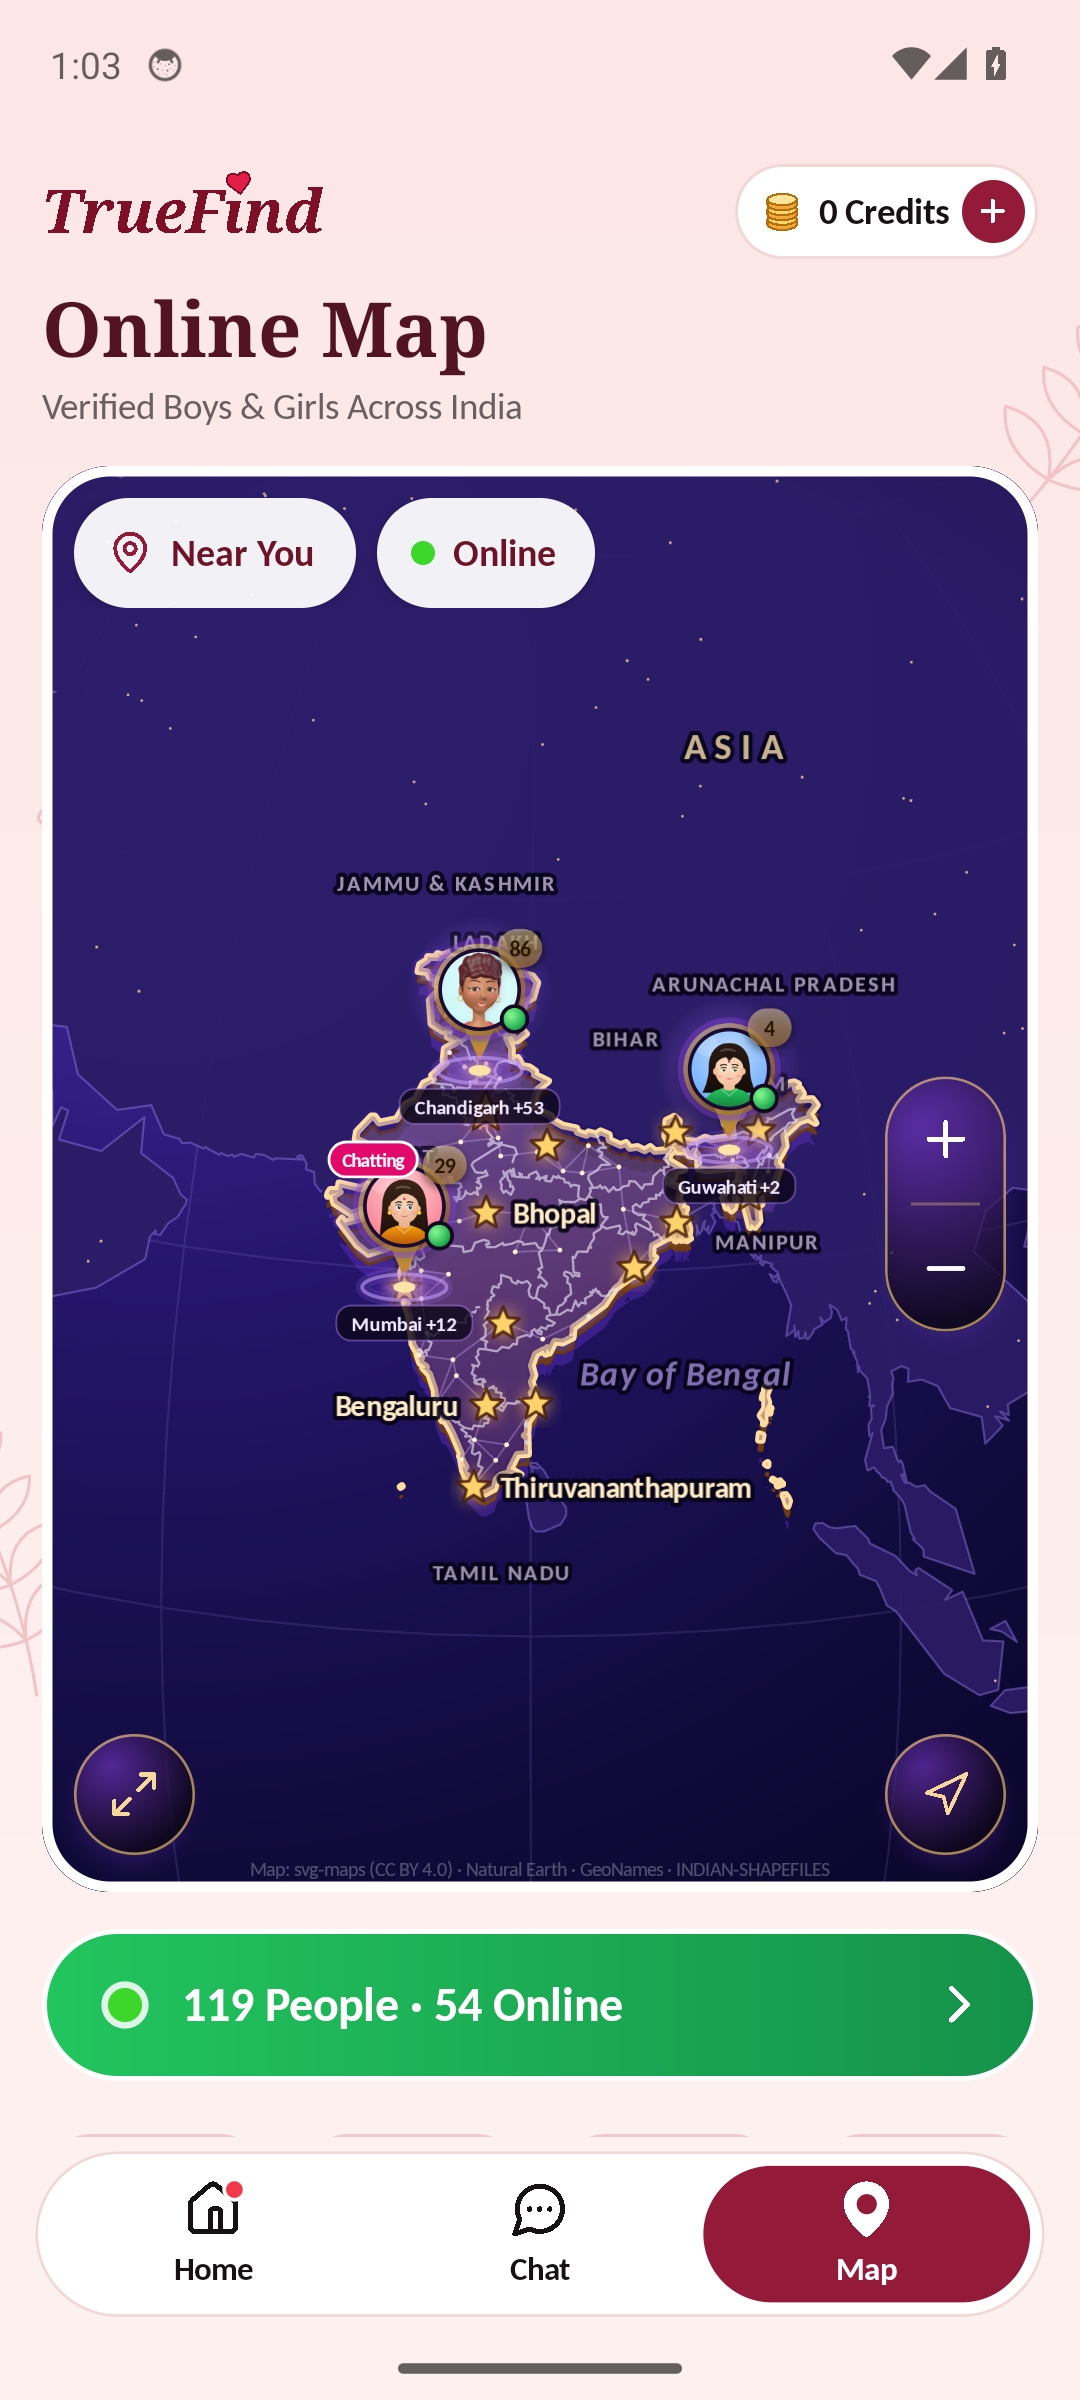 1:03
TrueFind
0 Credits
Online Map
Verified Boys & Girls Across India
Near You
Online
ASIA
JAMMU & KASHMIR
LADAKH
86
ARUNACHAL PRADESH
4
BIHAR
Chandigarh +53
Chatting
29
Guwahati +2
Bhopal
MANIPUR
Mumbai +12
Bay of Bengal
Bengaluru
Thiruvananthapuram
TAMIL NADU
Map: svg-maps (CC BY 4.0) · Natural Earth · GeoNames · INDIAN-SHAPEFILES
119 People · 54 Online
Home
Chat
Map